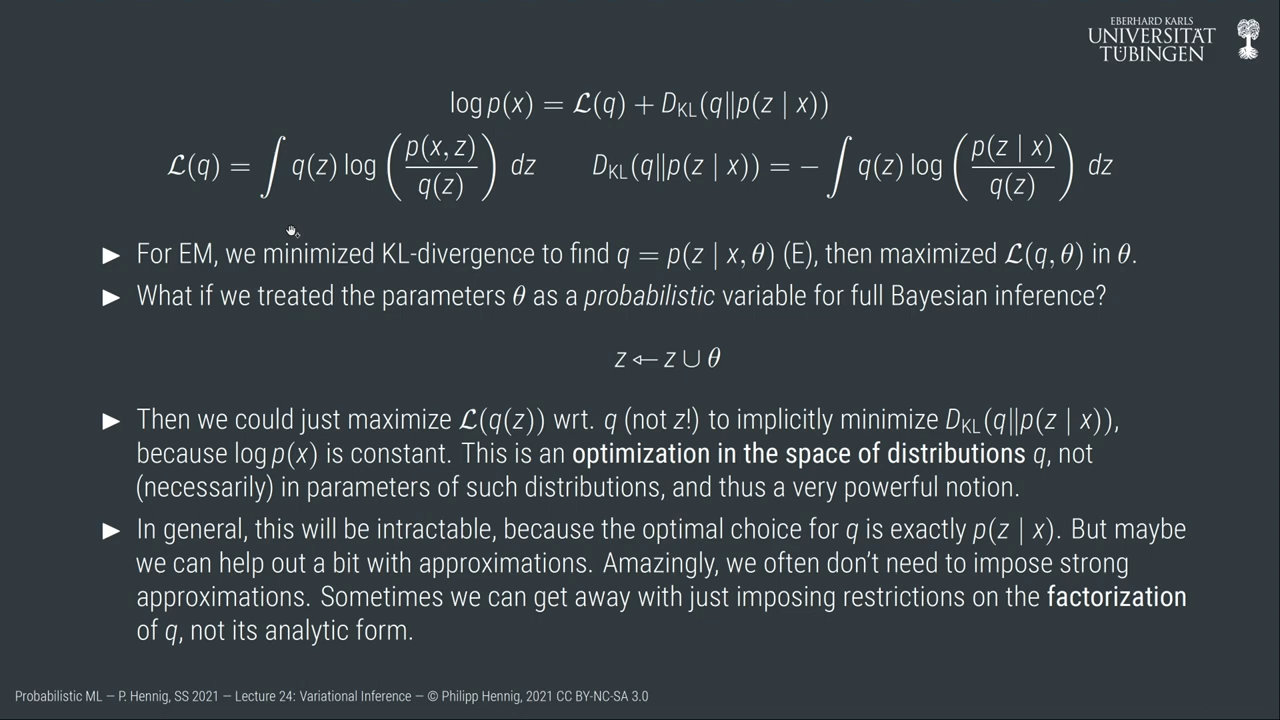 EBERHARD KARLS
UNIVERSITÄT
TÜBINGEN
log p(x) = ℒ(q) + D_KL(q‖p(z | x))
ℒ(q) = ∫ q(z) log (p(x, z) / q(z)) dz    D_KL(q‖p(z | x)) = − ∫ q(z) log (p(z | x) / q(z)) dz
▶ For EM, we minimized KL-divergence to find q = p(z | x, θ) (E), then maximized ℒ(q, θ) in θ.
▶ What if we treated the parameters θ as a probabilistic variable for full Bayesian inference?
z ← z ∪ θ
▶ Then we could just maximize ℒ(q(z)) wrt. q (not z!) to implicitly minimize D_KL(q‖p(z | x)),
because log p(x) is constant. This is an optimization in the space of distributions q, not
(necessarily) in parameters of such distributions, and thus a very powerful notion.
▶ In general, this will be intractable, because the optimal choice for q is exactly p(z | x). But maybe
we can help out a bit with approximations. Amazingly, we often don't need to impose strong
approximations. Sometimes we can get away with just imposing restrictions on the factorization
of q, not its analytic form.
Probabilistic ML — P. Hennig, SS 2021 — Lecture 24: Variational Inference — © Philipp Hennig, 2021 CC BY-NC-SA 3.0